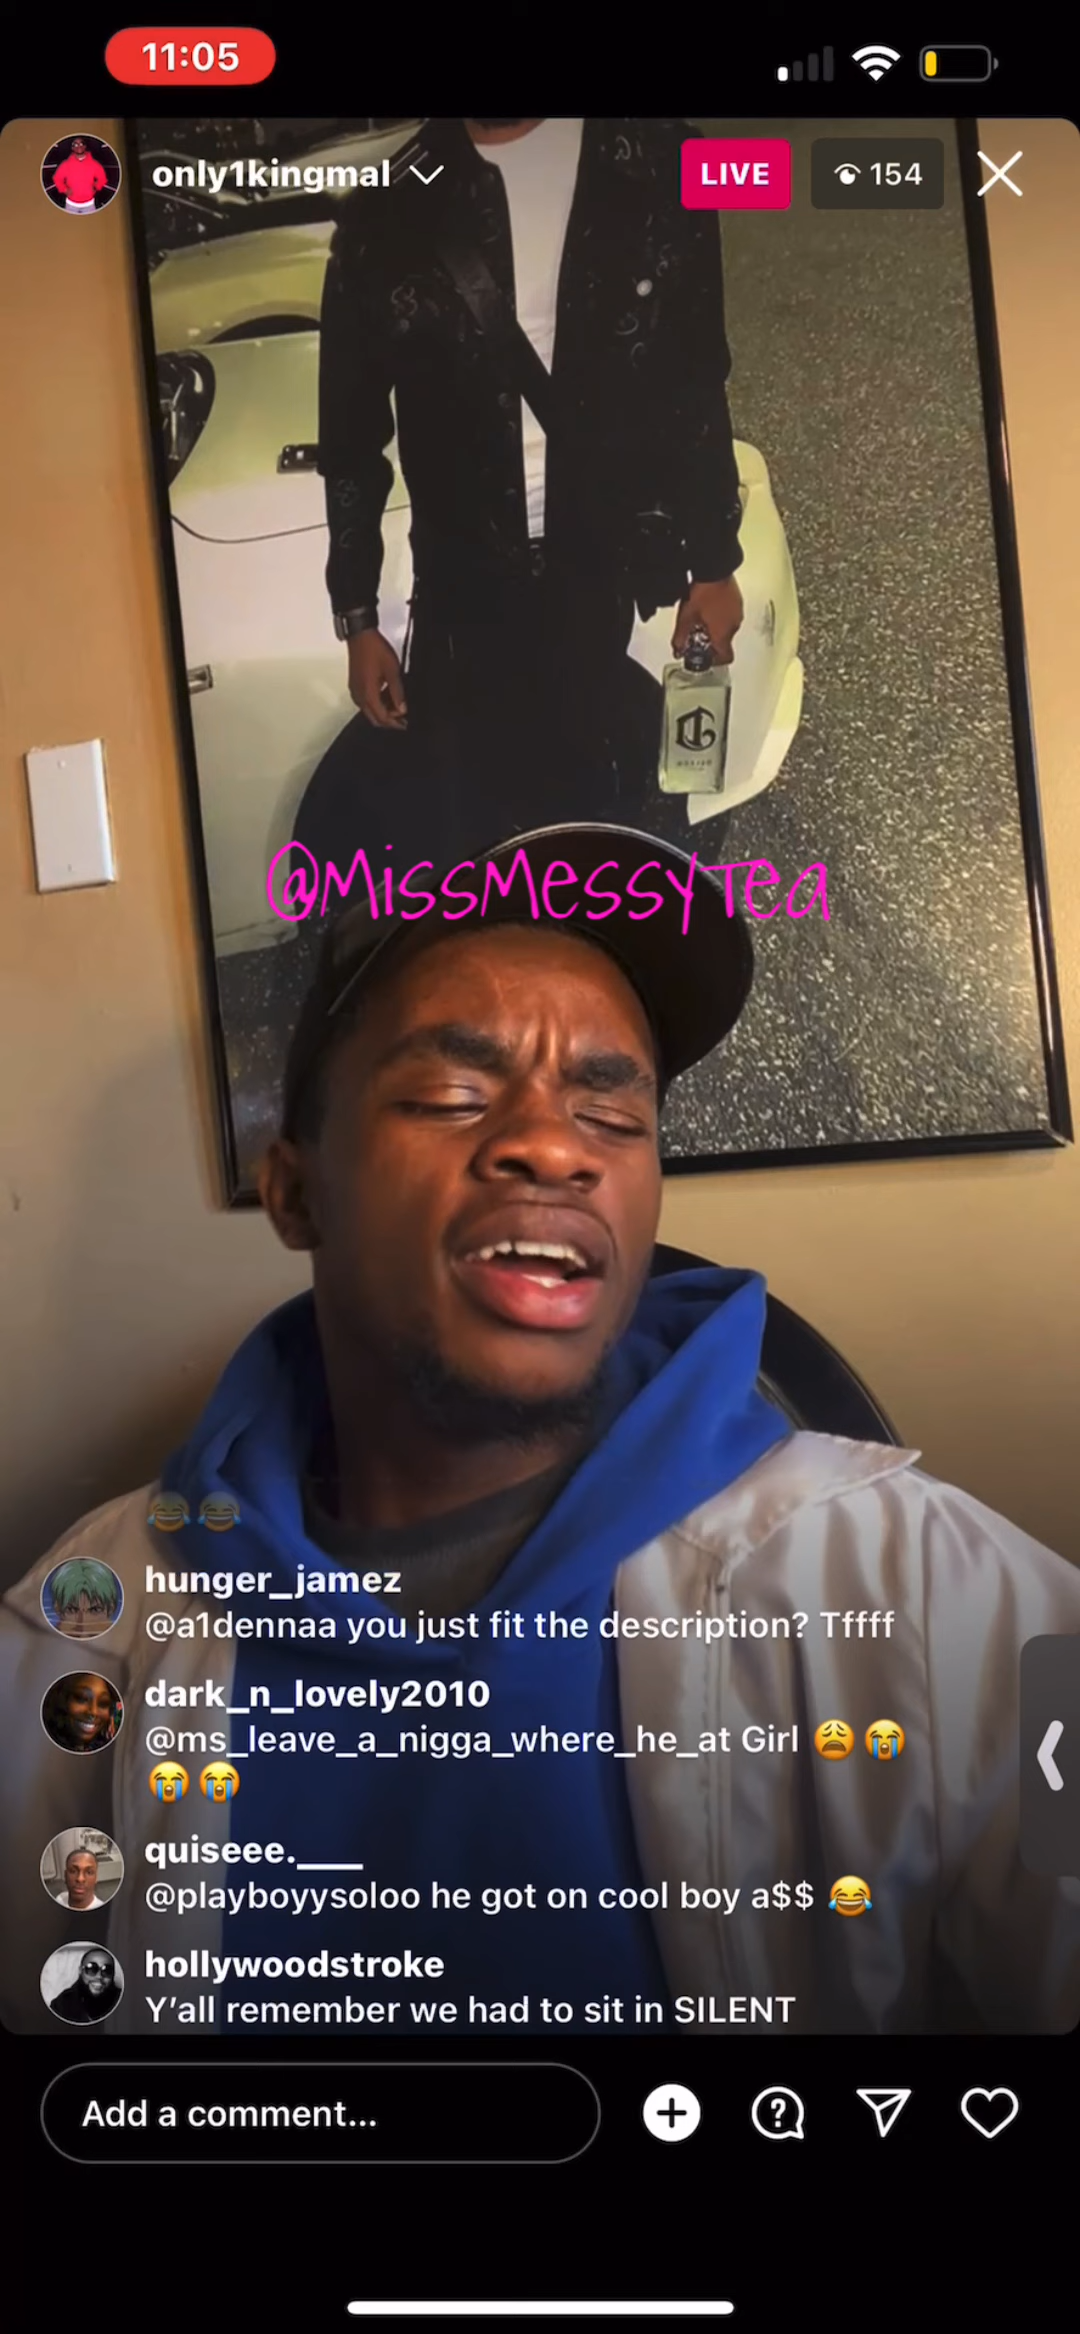 11:05
only1kingmal
LIVE
154
@MissMessyTea
😂😂
hunger_jamez
@a1dennaa you just fit the description? Tffff
dark_n_lovely2010
@ms_leave_a_nigga_where_he_at Girl 😩😭
😭😭
quiseee.___
@playboyysoloo he got on cool boy a$$ 😂
hollywoodstroke
Y'all remember we had to sit in SILENT
Add a comment...